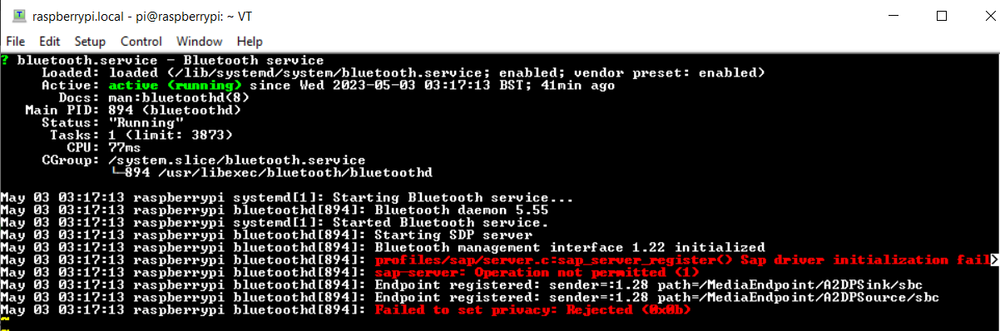 raspberrypi.local - pi@raspberrypi: ~ VT
File Edit Setup Control Window Help
? bluetooth.service - Bluetooth service
Loaded: loaded (/lib/systemd/system/bluetooth.service; enabled; vendor preset: enabled)
Active: active (running) since Wed 2023-05-03 03:17:13 BST; 41min ago
Docs: man:bluetoothd(8)
Main PID: 894 (bluetoothd)
Status: "Running"
Tasks: 1 (limit: 3873)
CPU: 77ms
CGroup: /system.slice/bluetooth.service
└─894 /usr/libexec/bluetooth/bluetoothd
May 03 03:17:13 raspberrypi systemd[1]: Starting Bluetooth service...
May 03 03:17:13 raspberrypi bluetoothd[894]: Bluetooth daemon 5.55
May 03 03:17:13 raspberrypi systemd[1]: Started Bluetooth service.
May 03 03:17:13 raspberrypi bluetoothd[894]: Starting SDP server
May 03 03:17:13 raspberrypi bluetoothd[894]: Bluetooth management interface 1.22 initialized
May 03 03:17:13 raspberrypi bluetoothd[894]: profiles/sap/server.c:sap_server_register() Sap driver initialization fail>
May 03 03:17:13 raspberrypi bluetoothd[894]: sap-server: Operation not permitted (1)
May 03 03:17:13 raspberrypi bluetoothd[894]: Endpoint registered: sender=:1.28 path=/MediaEndpoint/A2DPSink/sbc
May 03 03:17:13 raspberrypi bluetoothd[894]: Endpoint registered: sender=:1.28 path=/MediaEndpoint/A2DPSource/sbc
May 03 03:17:13 raspberrypi bluetoothd[894]: Failed to set privacy: Rejected (0x0b)
~
~